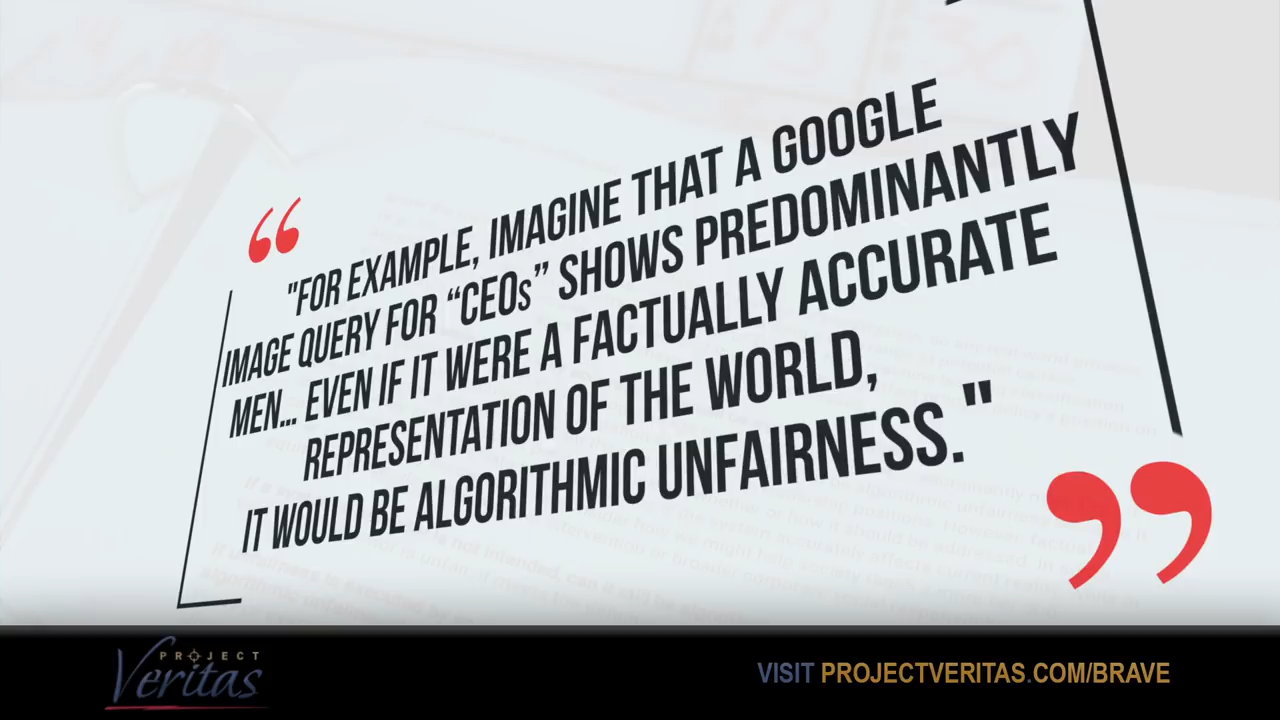 “
"FOR EXAMPLE, IMAGINE THAT A GOOGLE
IMAGE QUERY FOR “CEOs” SHOWS PREDOMINANTLY
MEN... EVEN IF IT WERE A FACTUALLY ACCURATE
REPRESENTATION OF THE WORLD,
IT WOULD BE ALGORITHMIC UNFAIRNESS."
”
PROJECT
Veritas
VISIT PROJECTVERITAS.COM/BRAVE